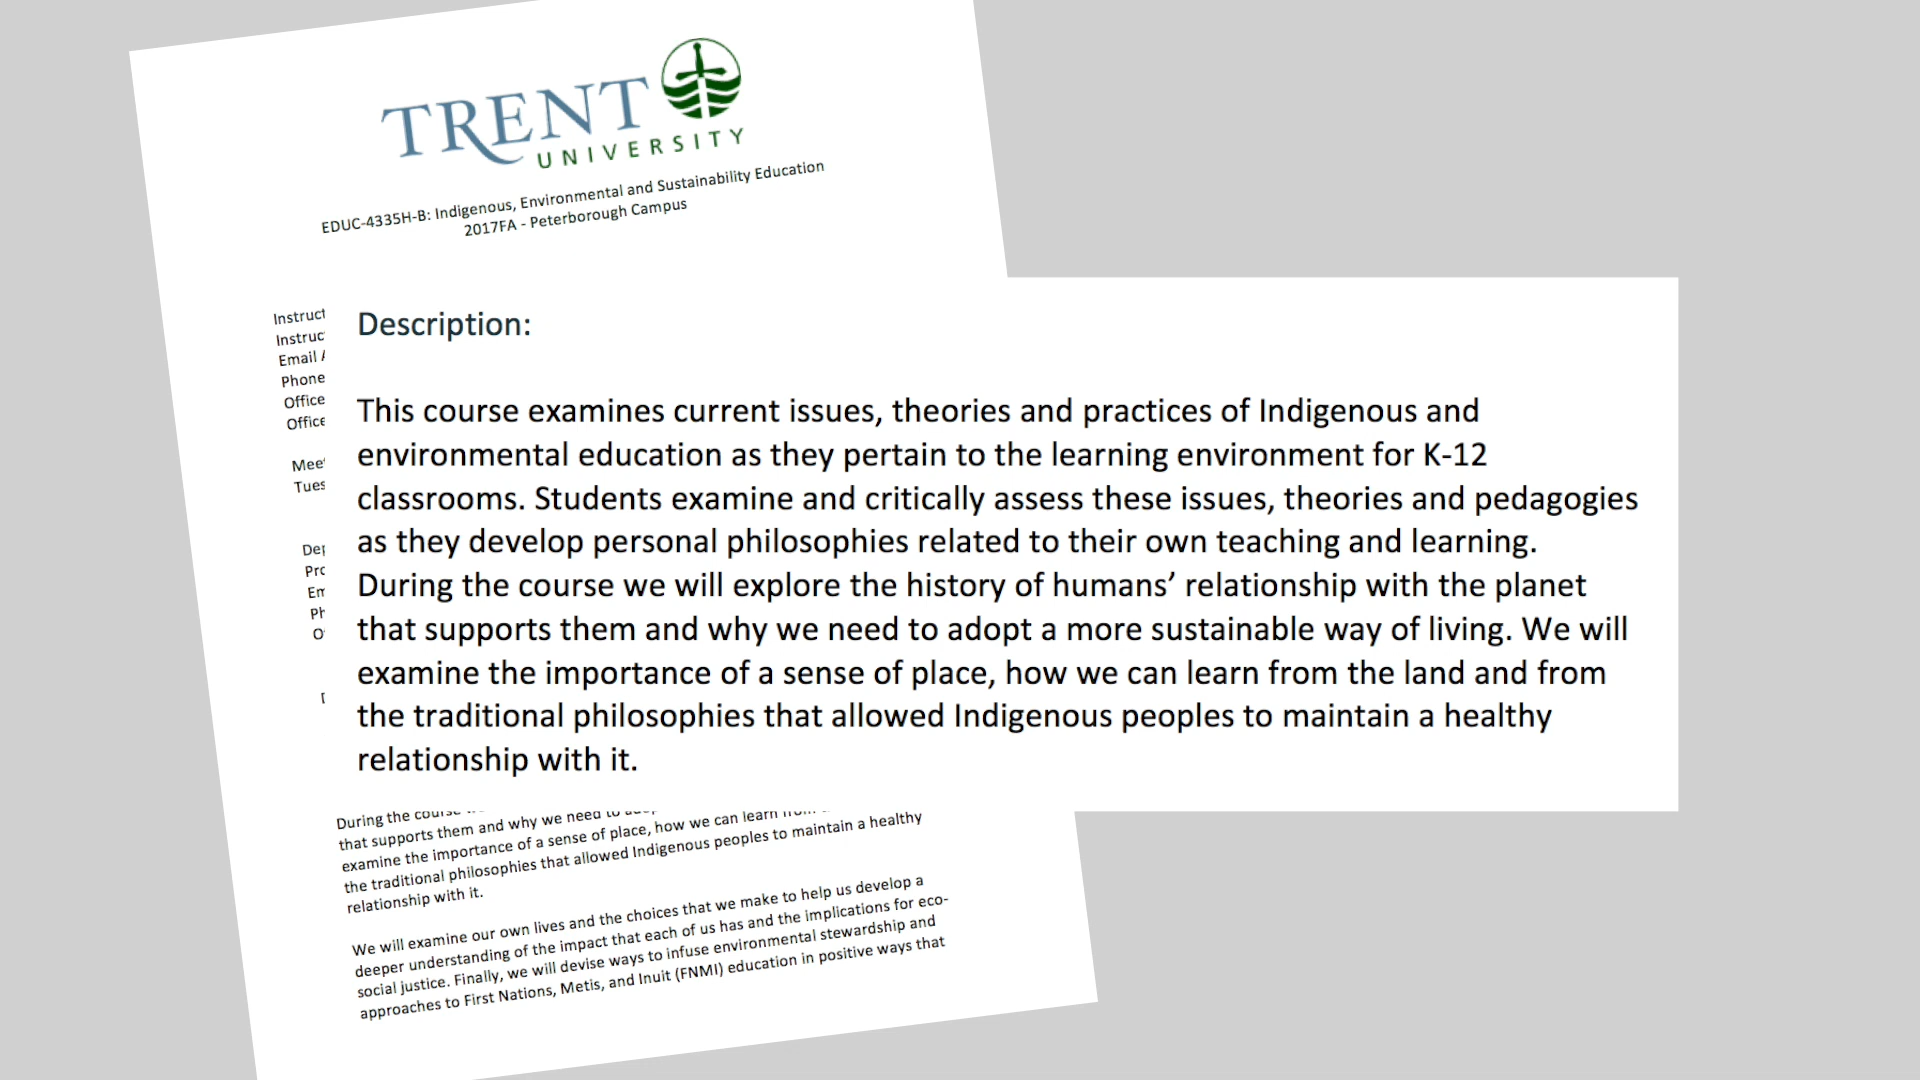 TRENT
UNIVERSITY
EDUC-4335H-B: Indigenous, Environmental and Sustainability Education
2017FA - Peterborough Campus
Email
Phone
Office
Description:
This course examines current issues, theories and practices of Indigenous and
environmental education as they pertain to the learning environment for K-12
classrooms. Students examine and critically assess these issues, theories and pedagogies
as they develop personal philosophies related to their own teaching and learning.
During the course we will explore the history of humans’ relationship with the planet
that supports them and why we need to adopt a more sustainable way of living. We will
examine the importance of a sense of place, how we can learn from the land and from
the traditional philosophies that allowed Indigenous peoples to maintain a healthy
relationship with it.
During the course
that supports them and why we need to
examine the importance of a sense of place, how we can learn from
the traditional philosophies that allowed Indigenous peoples to maintain a healthy
relationship with it.
We will examine our own lives and the choices that we make to help us develop a
deeper understanding of the impact that each of us has and the implications for eco-
social justice. Finally, we will devise ways to infuse environmental stewardship and
approaches to First Nations, Metis, and Inuit (FNMI) education in positive ways that